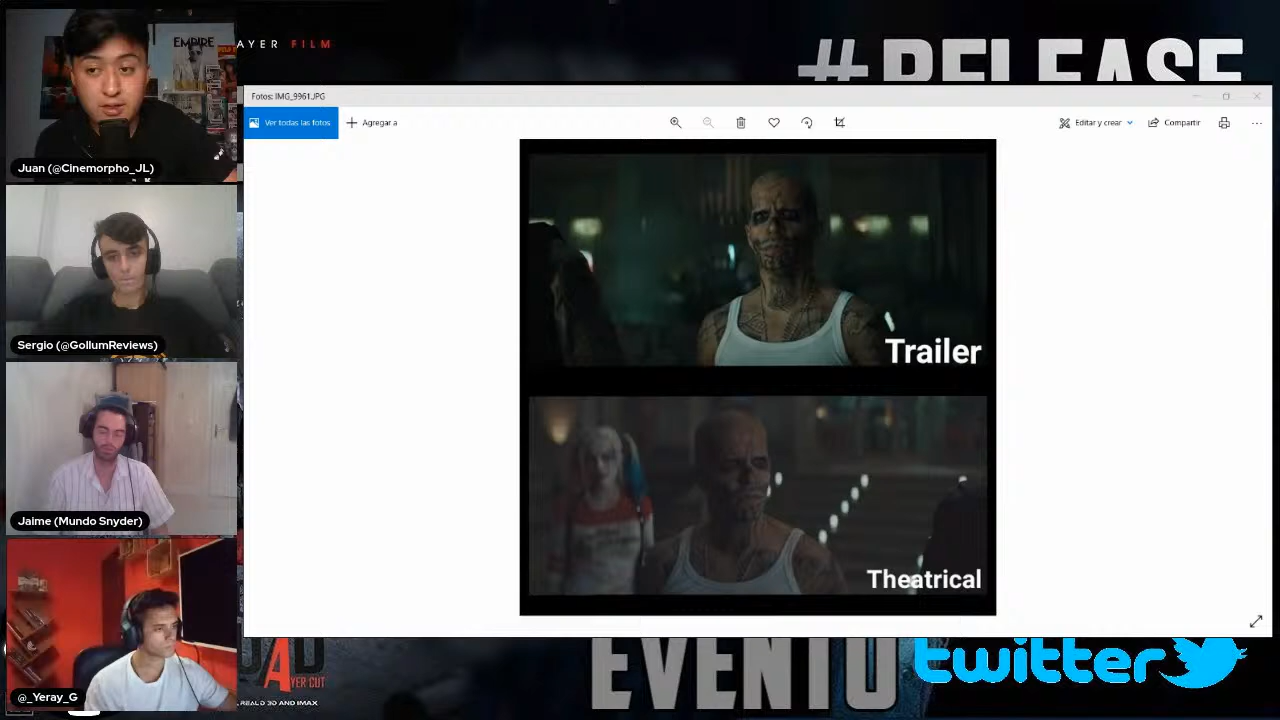 AYER FILM
#RELEASE
EMPIRE
Juan (@Cinemorpho_JL)
Sergio (@GollumReviews)
Jaime (Mundo Snyder)
@_Yeray_G
Fotos: IMG_9961.JPG
Ver todas las fotos
Agregar a
Editar y crear
Compartir
Trailer
Theatrical
AYER CUT
REALD 3D AND IMAX
EVENTO
twitter